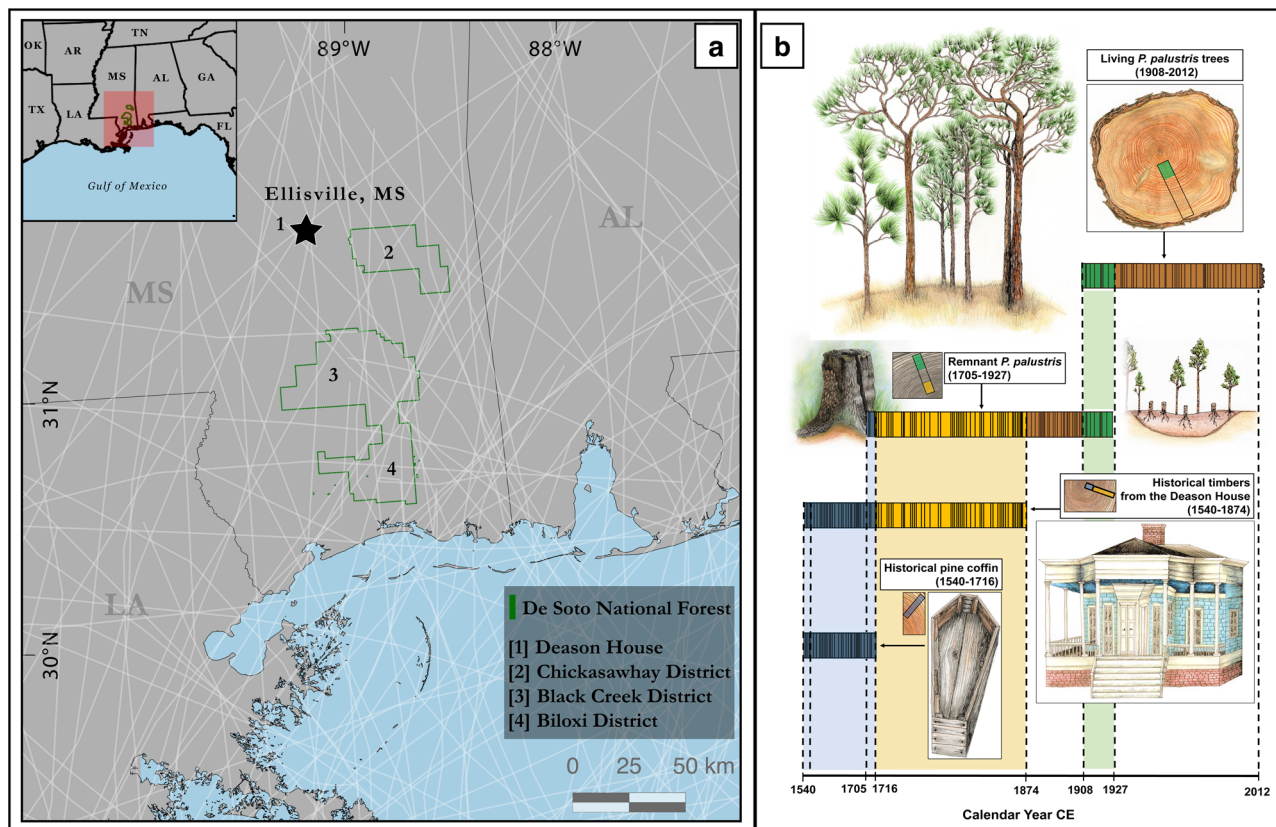 a
89°W
88°W
OK
AR
TN
MS
AL
GA
TX
LA
FL
Gulf of Mexico
Ellisville, MS
1
2
AL
MS
3
31°N
4
LA
30°N
De Soto National Forest
[1] Deason House
[2] Chickasawhay District
[3] Black Creek District
[4] Biloxi District
0 25 50 km
b
Living P. palustris trees
(1908-2012)
Remnant P. palustris
(1705-1927)
Historical timbers
from the Deason House
(1540-1874)
Historical pine coffin
(1540-1716)
1540 1705 1716 1874 1908 1927 2012
Calendar Year CE